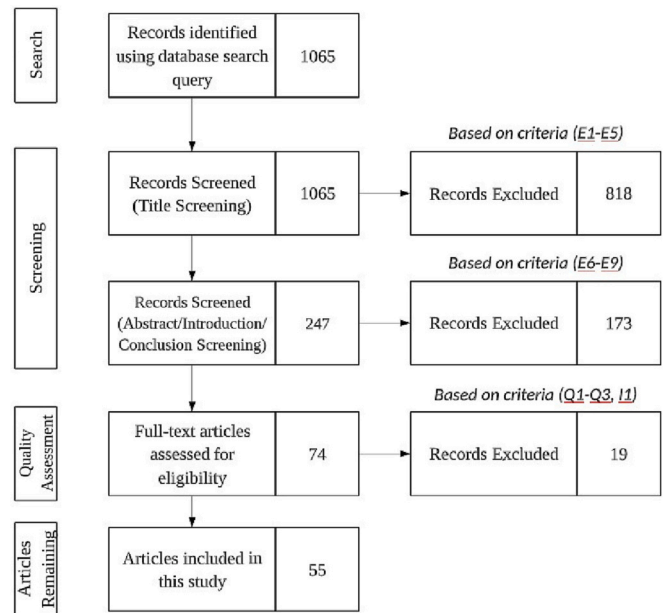 Search
Records identified
using database search
query
1065
Based on criteria (E1-E5)
Screening
Records Screened
(Title Screening)
1065
Records Excluded
818
Based on criteria (E6-E9)
Records Screened
(Abstract/Introduction/
Conclusion Screening)
247
Records Excluded
173
Based on criteria (Q1-Q3, I1)
Quality
Assessment
Full-text articles
assessed for
eligibility
74
Records Excluded
19
Articles
Remaining
Articles included in
this study
55